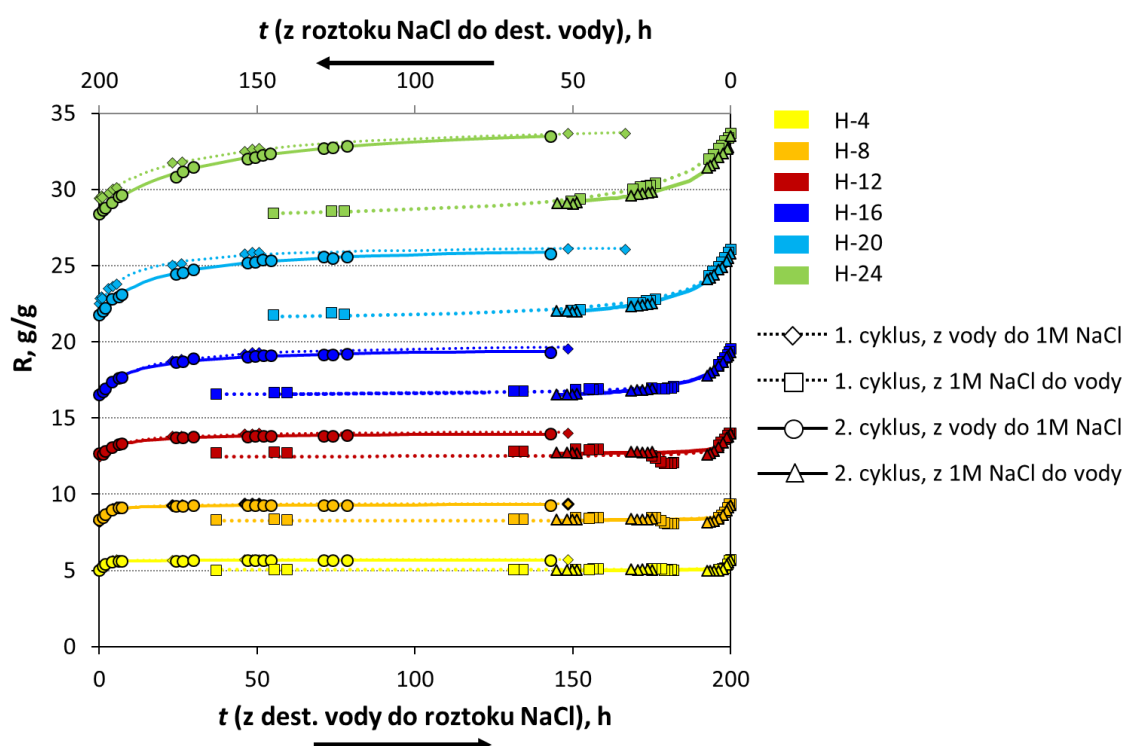 t (z roztoku NaCl do dest. vody), h
200 150 100 50 0
35
30
25
20
15
10
5
0
R, g/g
0 50 100 150 200
t (z dest. vody do roztoku NaCl), h
H-4
H-8
H-12
H-16
H-20
H-24
1. cyklus, z vody do 1M NaCl
1. cyklus, z 1M NaCl do vody
2. cyklus, z vody do 1M NaCl
2. cyklus, z 1M NaCl do vody